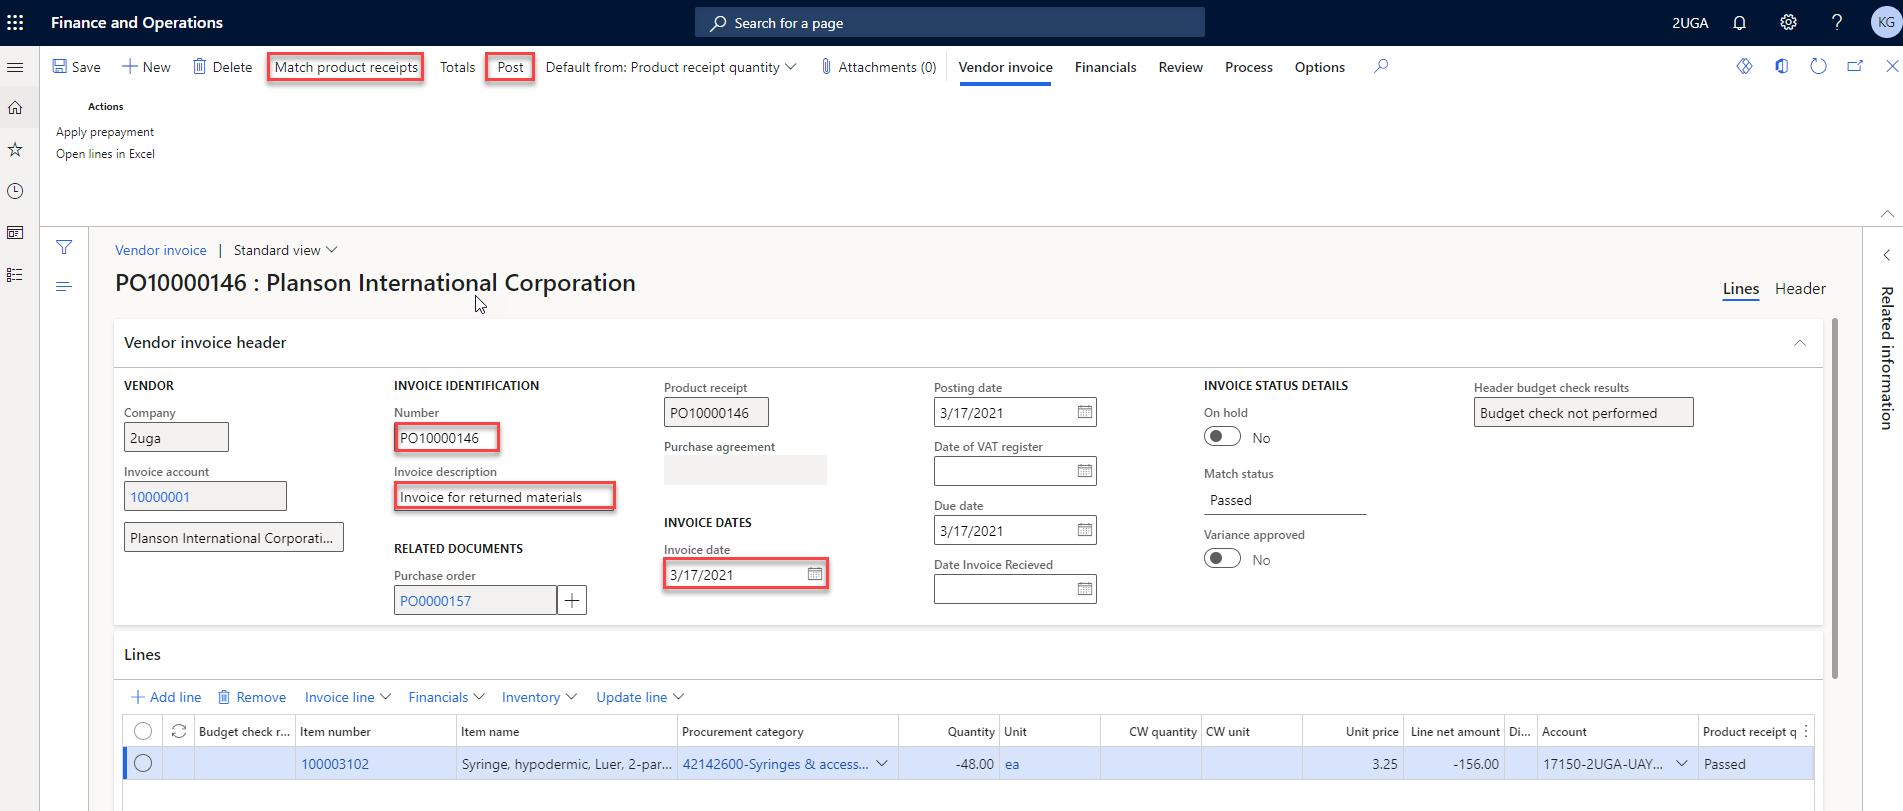 Finance and Operations
Search for a page
2UGA
KG
Save
New
Delete
Match product receipts
Totals
Post
Default from: Product receipt quantity
Attachments (0)
Vendor invoice
Financials
Review
Process
Options
Actions
Apply prepayment
Open lines in Excel
Vendor invoice | Standard view
PO10000146 : Planson International Corporation
Lines
Header
Related information
Vendor invoice header
VENDOR
Company
2uga
Invoice account
10000001
Planson International Corporati...
INVOICE IDENTIFICATION
Number
PO10000146
Invoice description
Invoice for returned materials
RELATED DOCUMENTS
Purchase order
PO0000157
Product receipt
PO10000146
Purchase agreement
INVOICE DATES
Invoice date
3/17/2021
Posting date
3/17/2021
Date of VAT register
Due date
3/17/2021
Date Invoice Recieved
INVOICE STATUS DETAILS
On hold
No
Match status
Passed
Variance approved
No
Header budget check results
Budget check not performed
Lines
Add line
Remove
Invoice line
Financials
Inventory
Update line
Budget check r... Item number Item name Procurement category Quantity Unit CW quantity CW unit Unit price Line net amount Di... Account Product receipt q
100003102 Syringe, hypodermic, Luer, 2-par... 42142600-Syringes & access... -48.00 ea 3.25 -156.00 17150-2UGA-UAY... Passed